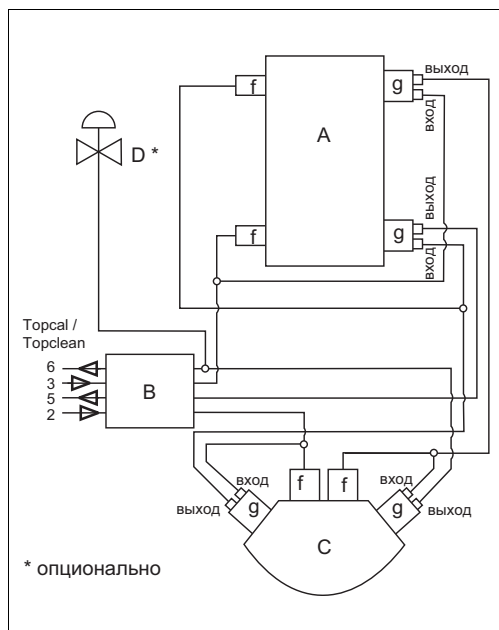 выход
f
g
вход
A
D *
выход
f
g
вход
Topcal /
Topclean
6
3
5
2
B
вход
f
f
вход
выход
g
g
выход
C
* опционально